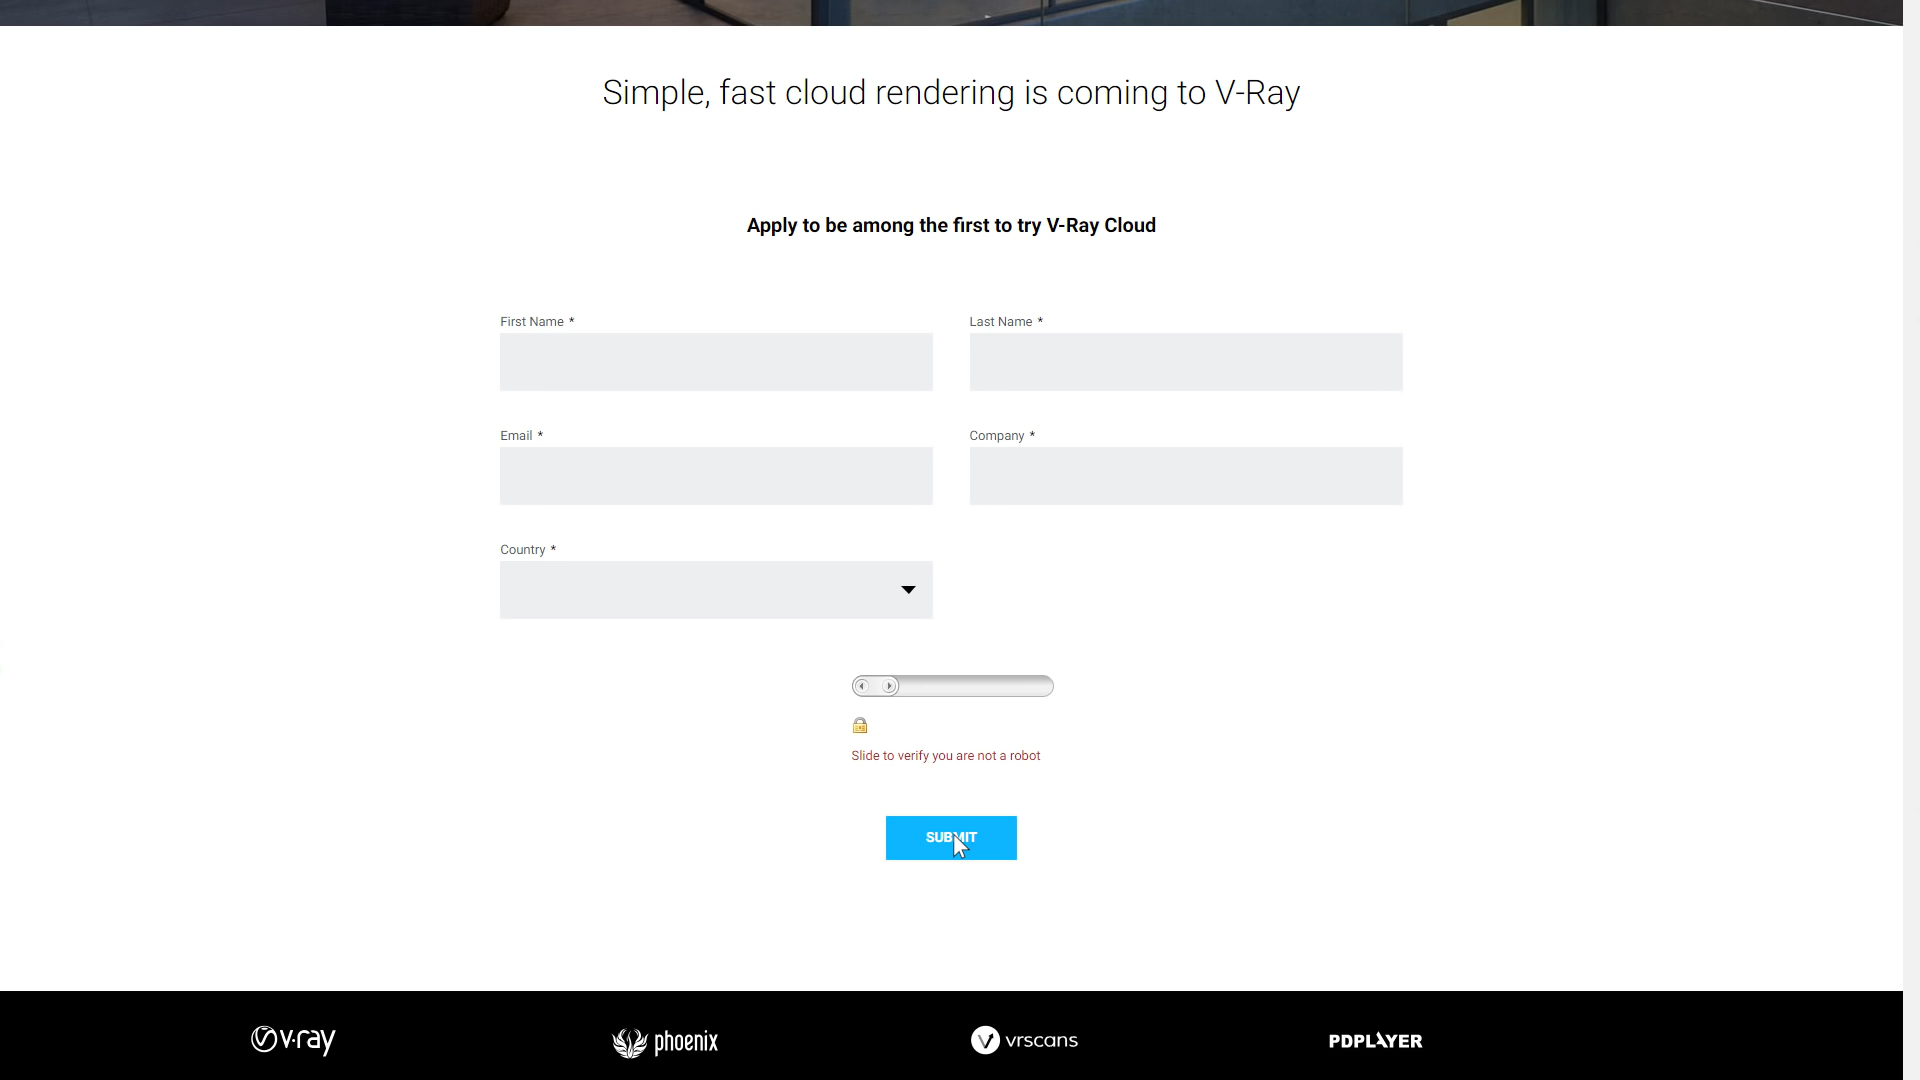 Simple, fast cloud rendering is coming to V-Ray
Apply to be among the first to try V-Ray Cloud
First Name *
Last Name *
Email *
Company *
Country *
Slide to verify you are not a robot
SUBMIT
v·ray
phoenix
vrscans
PDPLAYER